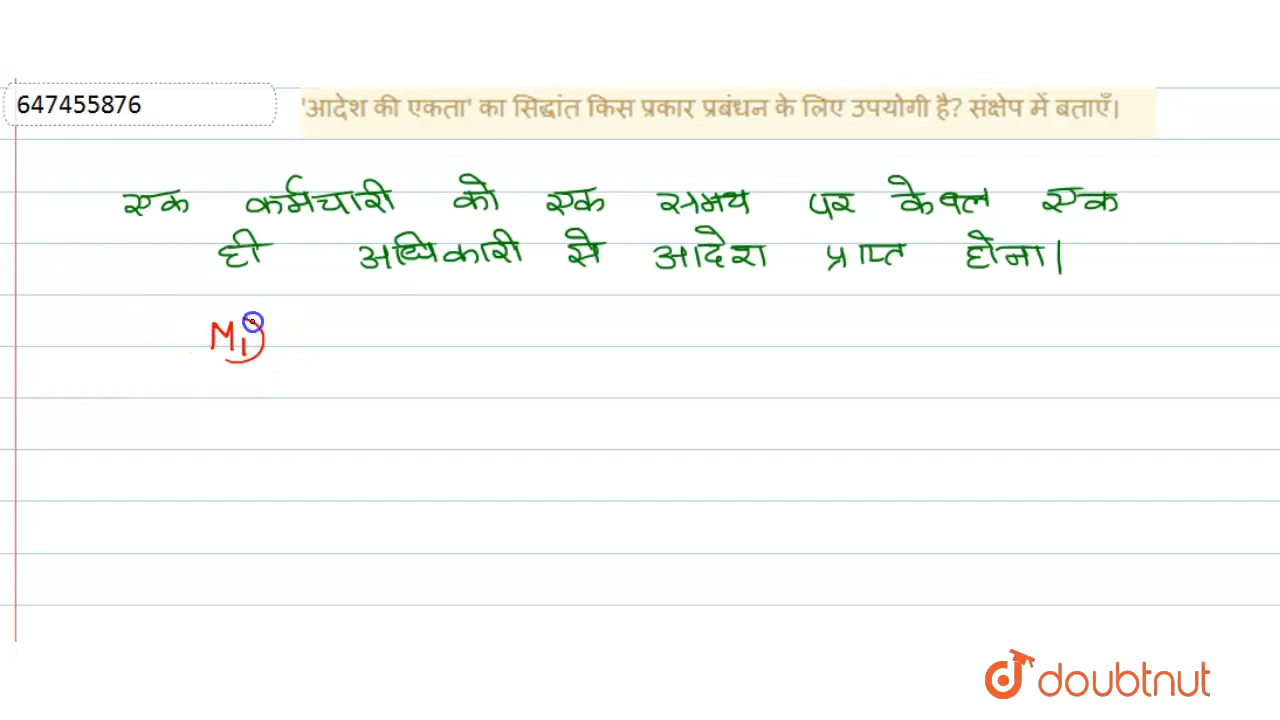 647455876
'आदेश की एकता' का सिद्धांत किस प्रकार प्रबंधन के लिए उपयोगी है? संक्षेप में बताएँ।
एक कर्मचारी को एक समय पर केवल एक
ही अधिकारी से आदेश प्राप्त होना।
M1
doubtnut